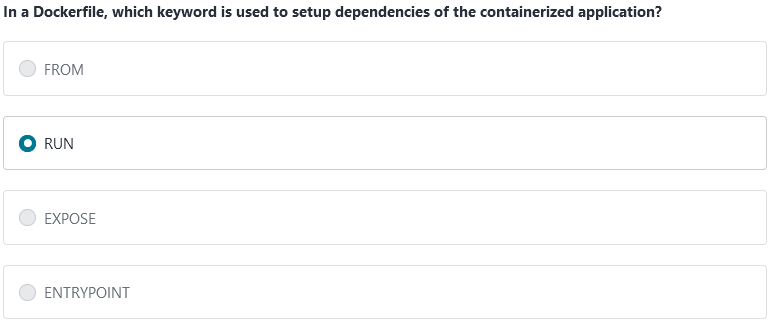 In a Dockerfile, which keyword is used to setup dependencies of the containerized application?
FROM
RUN
EXPOSE
ENTRYPOINT